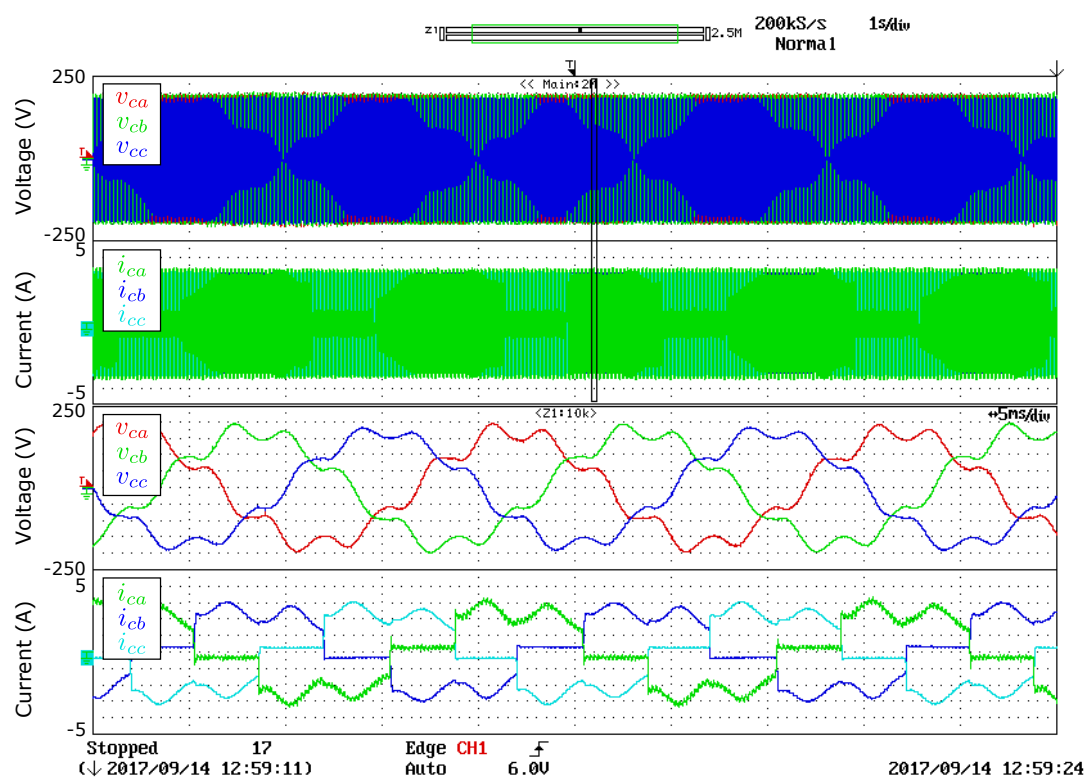 200kS/s 1s/div
Z1 2.5M
Normal
T
250
<< Main:2M >>
v_ca
v_cb
v_cc
T
Voltage (V)
-250
5
i_ca
i_cb
i_cc
Current (A)
-5
250
<Z1:10k>
↔5ms/div
v_ca
v_cb
v_cc
T
Voltage (V)
-250
5
i_ca
i_cb
i_cc
Current (A)
-5
Stopped 17 Edge CH1
(↓ 2017/09/14 12:59:11) Auto 6.0V 2017/09/14 12:59:24